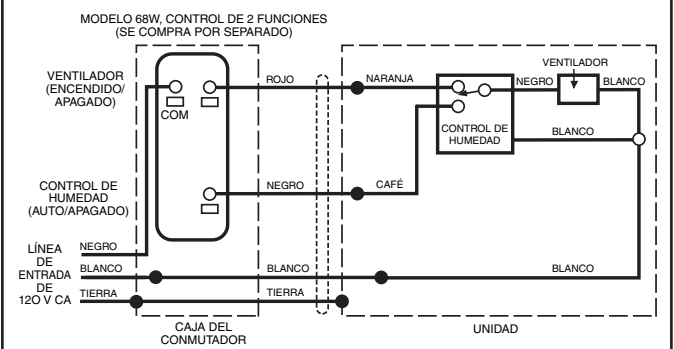 MODELO 68W, CONTROL DE 2 FUNCIONES
(SE COMPRA POR SEPARADO)
VENTILADOR
(ENCENDIDO/
APAGADO)
COM
ROJO
NARANJA
NEGRO
VENTILADOR
BLANCO
CONTROL DE
HUMEDAD
BLANCO
CONTROL DE
HUMEDAD
(AUTO/APAGADO)
NEGRO
CAFÉ
LÍNEA
DE
ENTRADA
DE
12O V CA
NEGRO
BLANCO
BLANCO
BLANCO
TIERRA
TIERRA
CAJA DEL
CONMUTADOR
UNIDAD